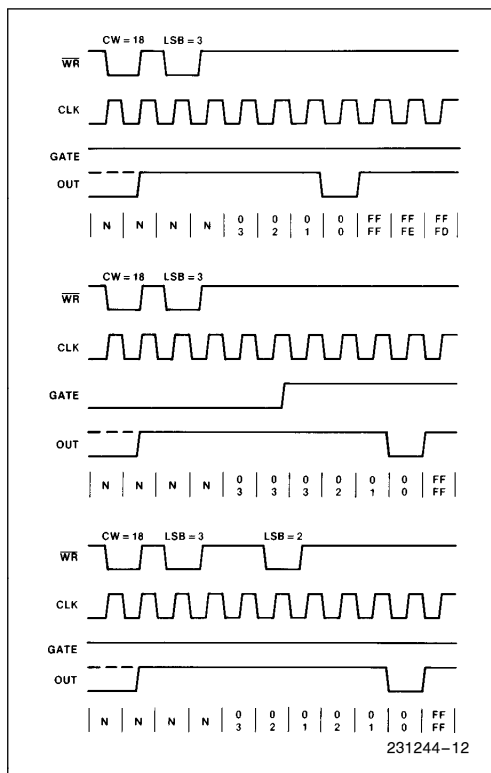 CW = 18 LSB = 3
WR
CLK
GATE
OUT
N N N N 0 0 0 0 FF FF FF
3 2 1 0 FF FE FD
CW = 18 LSB = 3
WR
CLK
GATE
OUT
N N N N 0 0 0 0 0 0 FF
3 3 3 2 1 0 FF
CW = 18 LSB = 3 LSB = 2
WR
CLK
GATE
OUT
N N N N 0 0 0 0 0 0 FF
3 2 1 2 1 0 FF
231244–12